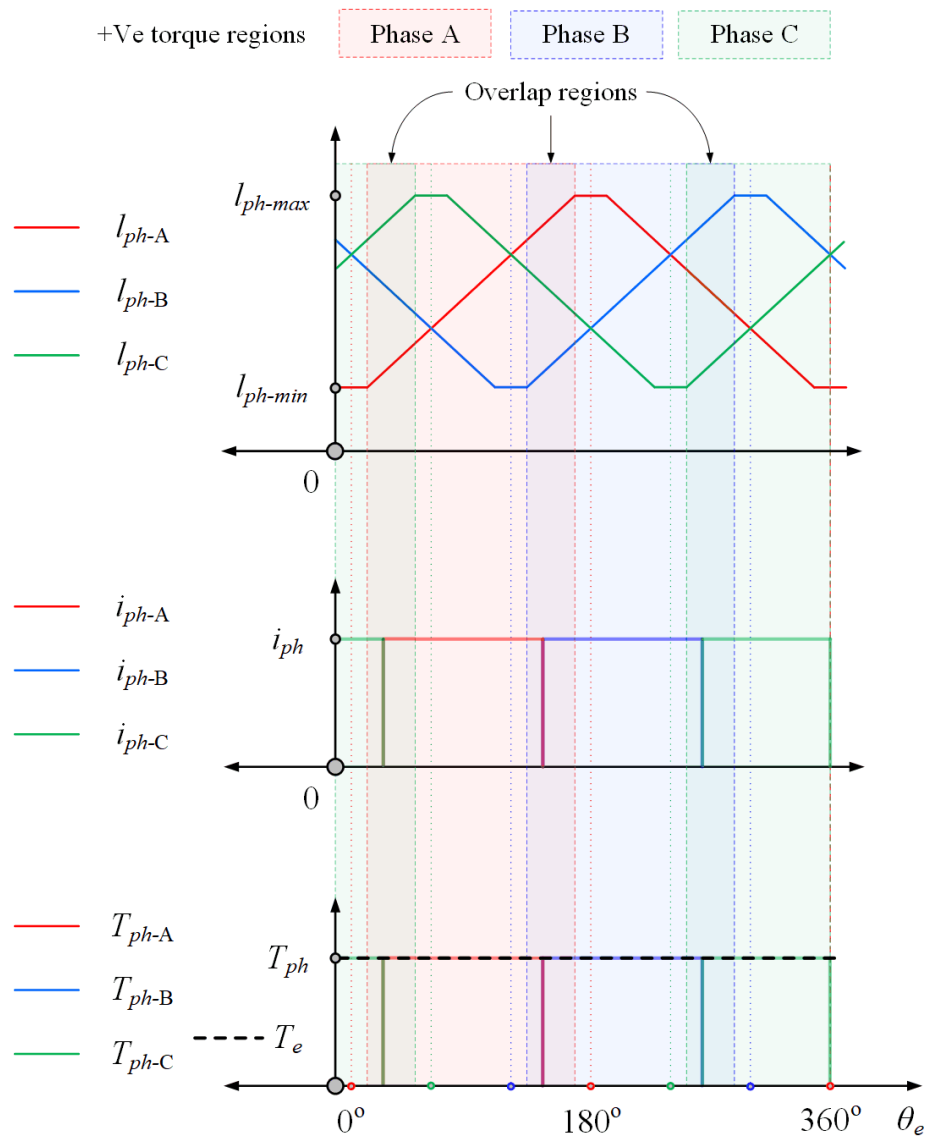 +Ve torque regions Phase A Phase B Phase C
Overlap regions
l_ph-max
l_ph-A
l_ph-B
l_ph-C
l_ph-min
0
i_ph-A
i_ph
i_ph-B
i_ph-C
0
T_ph-A
T_ph
T_ph-B
T_e
T_ph-C
0º 180º 360º θ_e